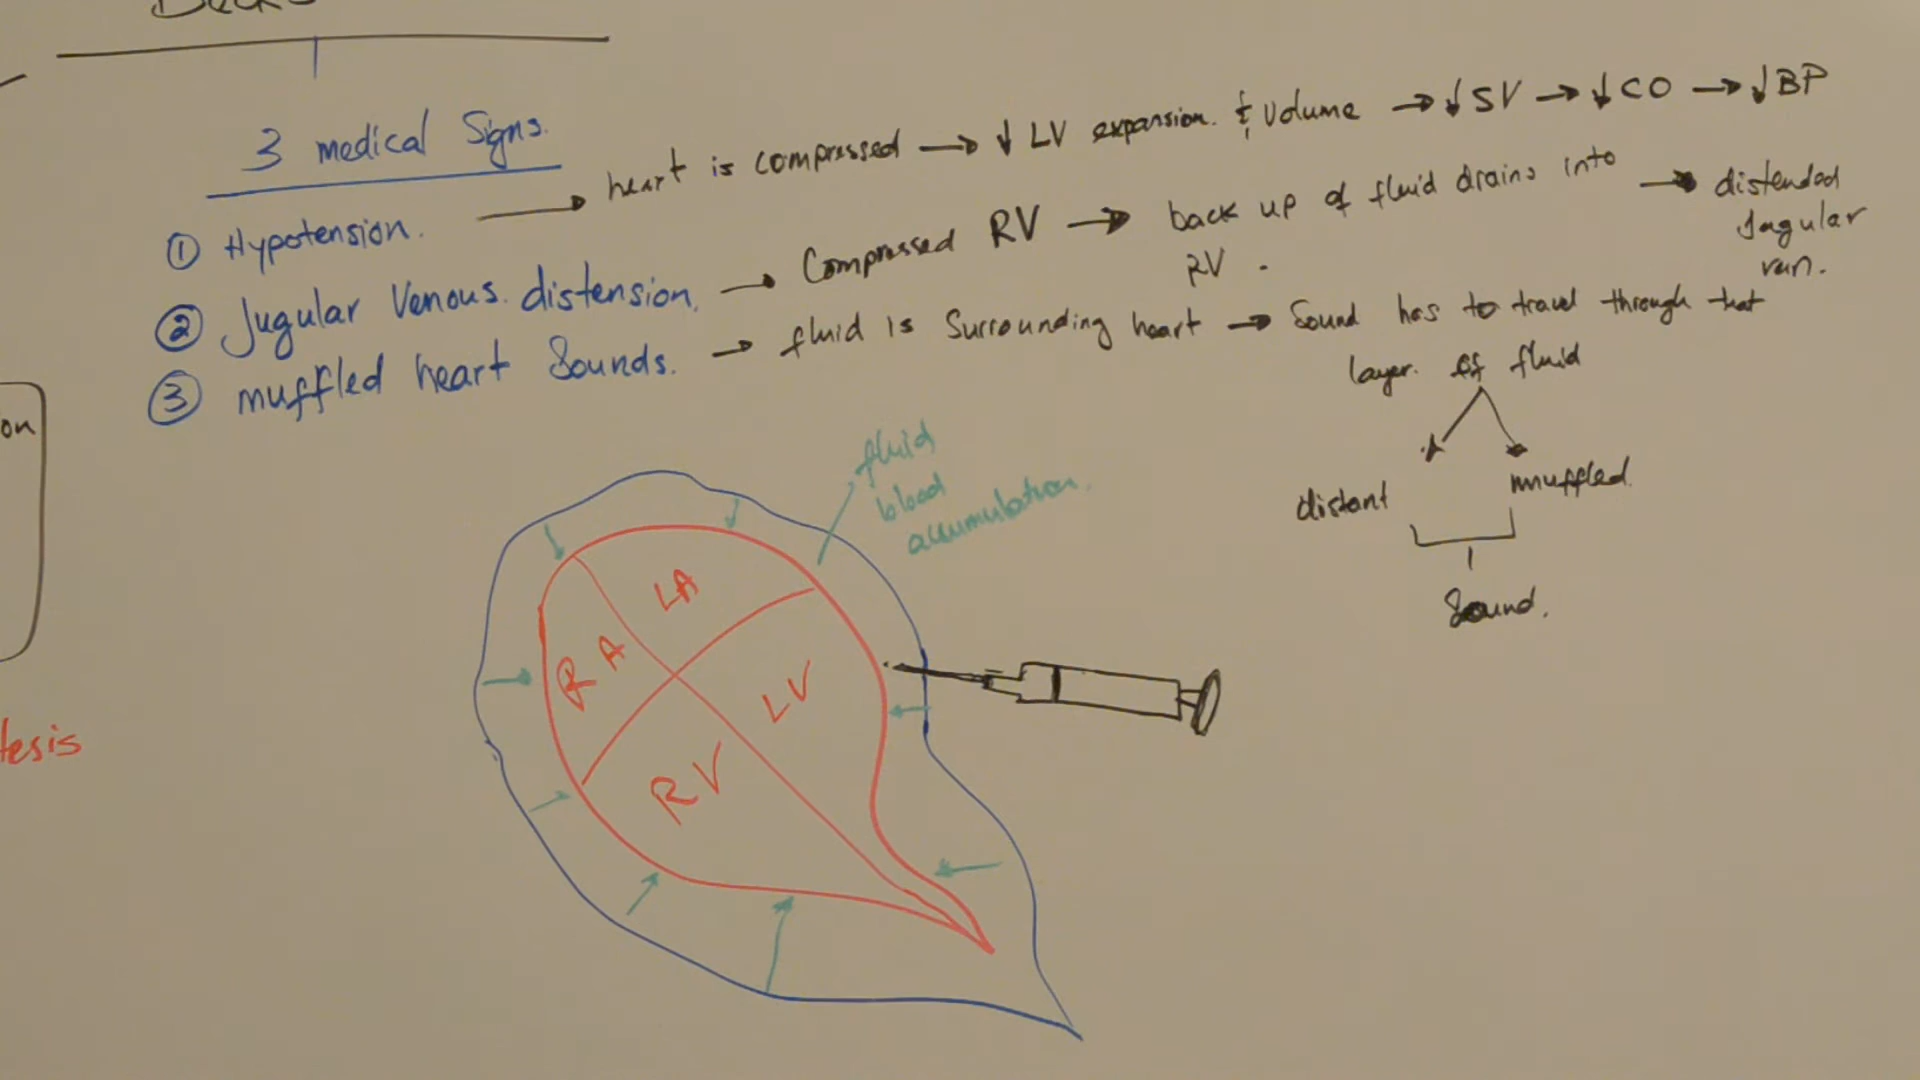 3 medical Signs.
① Hypotension. → heart is compressed → ↓ LV expansion. & volume → ↓ SV → ↓ CO → ↓ BP
② Jugular Venous. distension. → Compressed RV → back up of fluid drains into RV. → distended Jugular
③ muffled heart Sounds. → fluid is Surrounding heart → Sound has to travel through that layer. of fluid
distant muffled.
Sound.
fluid
blood
accumulation.
LA
RA
LV
RV
on
tesis